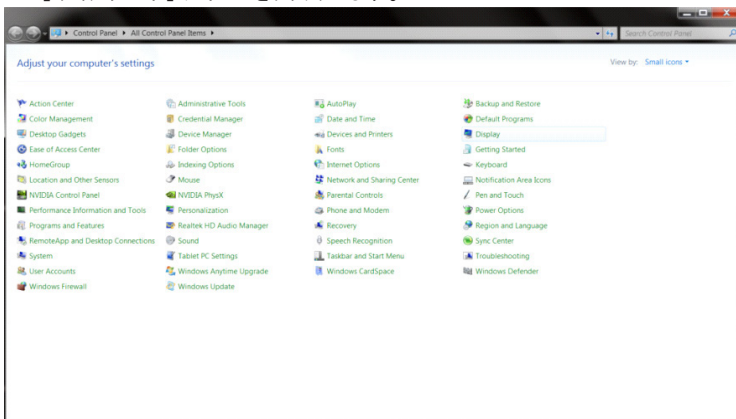 Control Panel ▸ All Control Panel Items ▸
Search Control Panel
Adjust your computer's settings
View by: Small icons
Action Center
Administrative Tools
AutoPlay
Backup and Restore
Color Management
Credential Manager
Date and Time
Default Programs
Desktop Gadgets
Device Manager
Devices and Printers
Display
Ease of Access Center
Folder Options
Fonts
Getting Started
HomeGroup
Indexing Options
Internet Options
Keyboard
Location and Other Sensors
Mouse
Network and Sharing Center
Notification Area Icons
NVIDIA Control Panel
NVIDIA PhysX
Parental Controls
Pen and Touch
Performance Information and Tools
Personalization
Phone and Modem
Power Options
Programs and Features
Realtek HD Audio Manager
Recovery
Region and Language
RemoteApp and Desktop Connections
Sound
Speech Recognition
Sync Center
System
Tablet PC Settings
Taskbar and Start Menu
Troubleshooting
User Accounts
Windows Anytime Upgrade
Windows CardSpace
Windows Defender
Windows Firewall
Windows Update